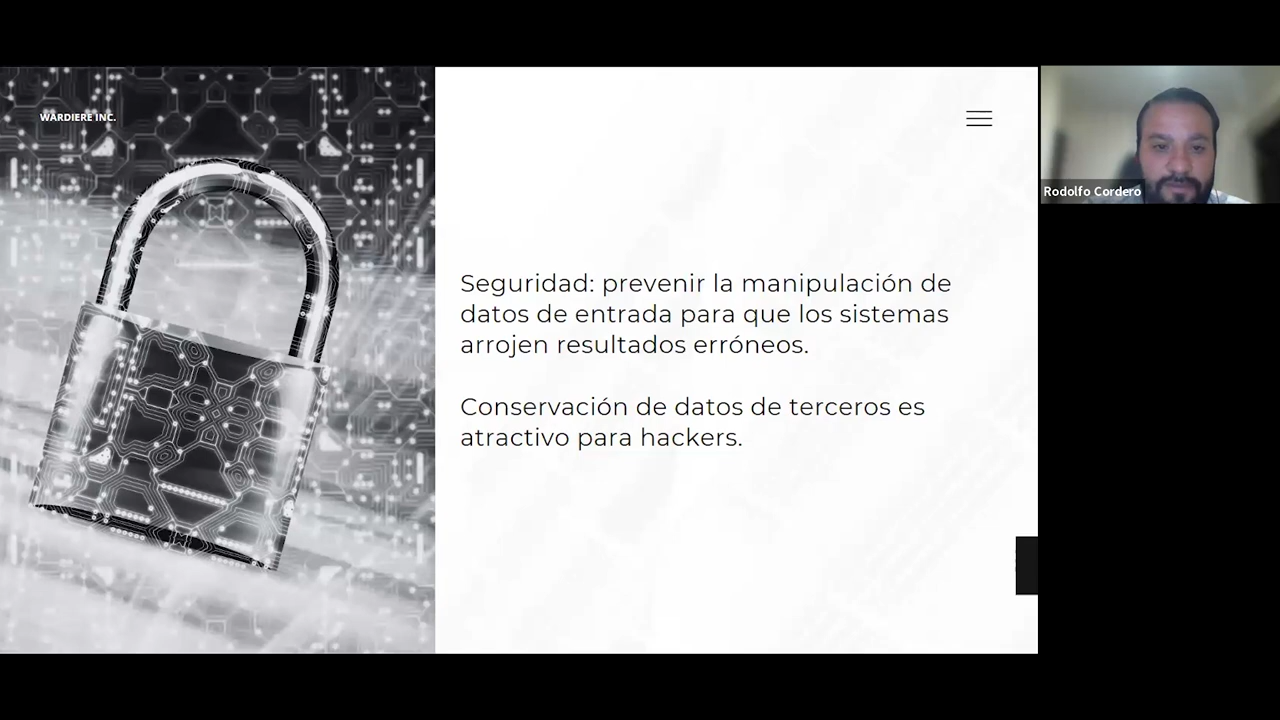 WARDIERE INC.
Seguridad: prevenir la manipulación de
datos de entrada para que los sistemas
arrojen resultados erróneos.
Conservación de datos de terceros es
atractivo para hackers.
Rodolfo Cordero